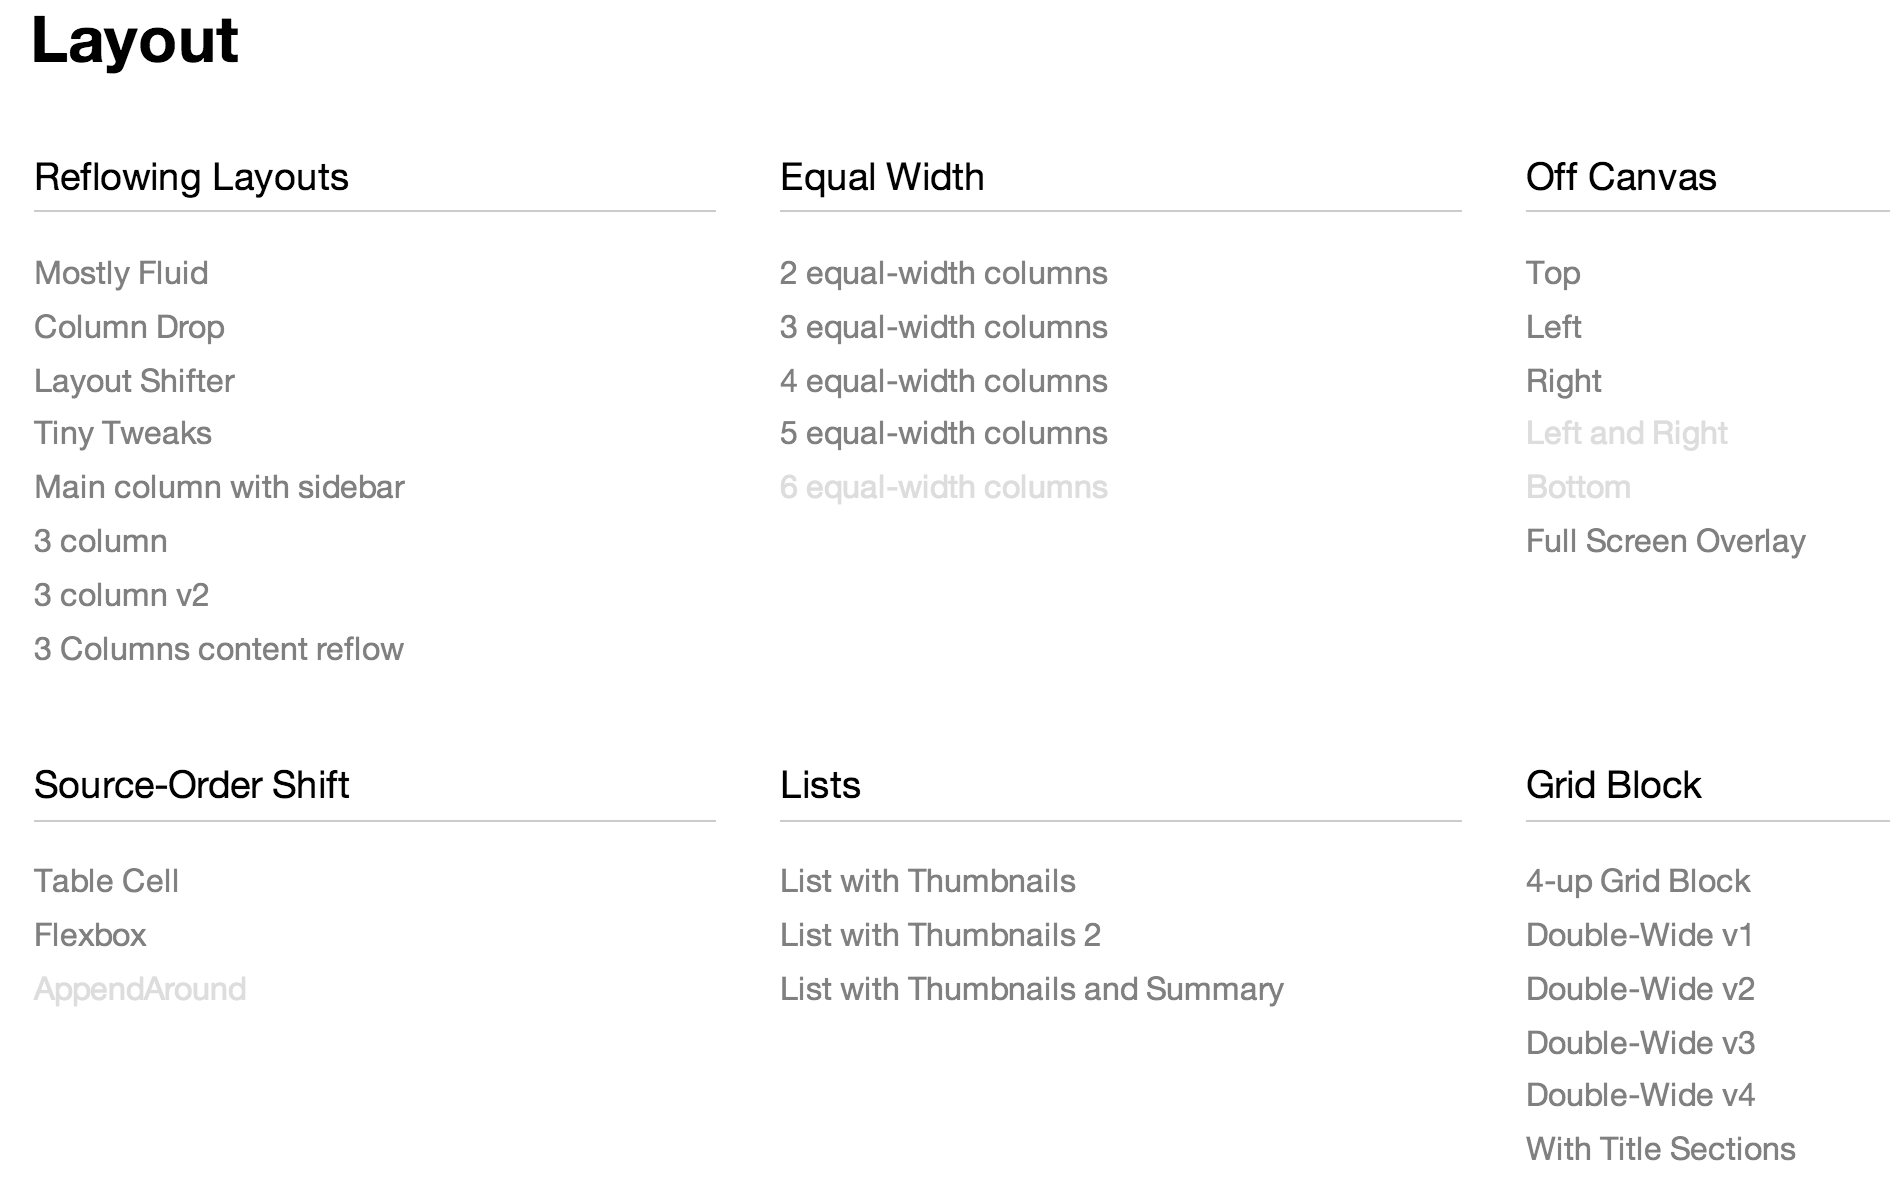 Layout
Reflowing Layouts
Mostly Fluid
Column Drop
Layout Shifter
Tiny Tweaks
Main column with sidebar
3 column
3 column v2
3 Columns content reflow
Equal Width
2 equal-width columns
3 equal-width columns
4 equal-width columns
5 equal-width columns
6 equal-width columns
Off Canvas
Top
Left
Right
Left and Right
Bottom
Full Screen Overlay
Source-Order Shift
Table Cell
Flexbox
AppendAround
Lists
List with Thumbnails
List with Thumbnails 2
List with Thumbnails and Summary
Grid Block
4-up Grid Block
Double-Wide v1
Double-Wide v2
Double-Wide v3
Double-Wide v4
With Title Sections